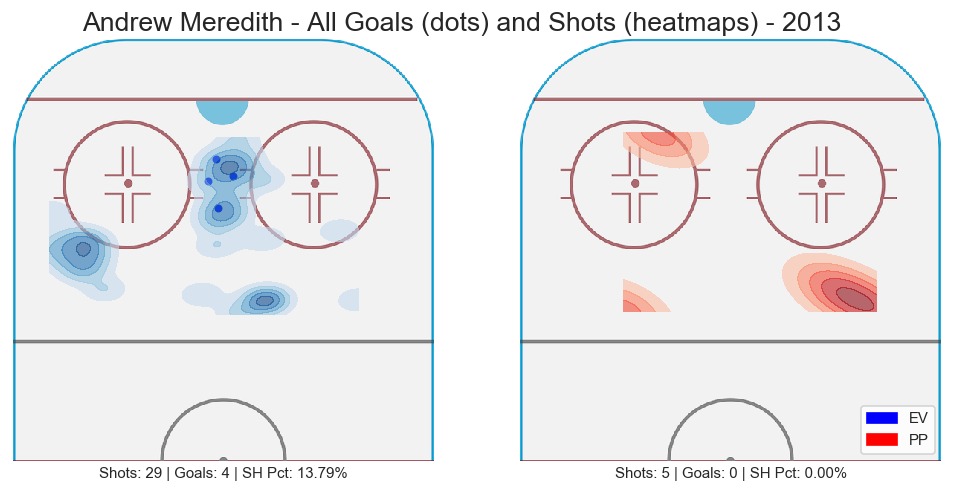 Andrew Meredith - All Goals (dots) and Shots (heatmaps) - 2013
EV
PP
Shots: 29 | Goals: 4 | SH Pct: 13.79%
Shots: 5 | Goals: 0 | SH Pct: 0.00%